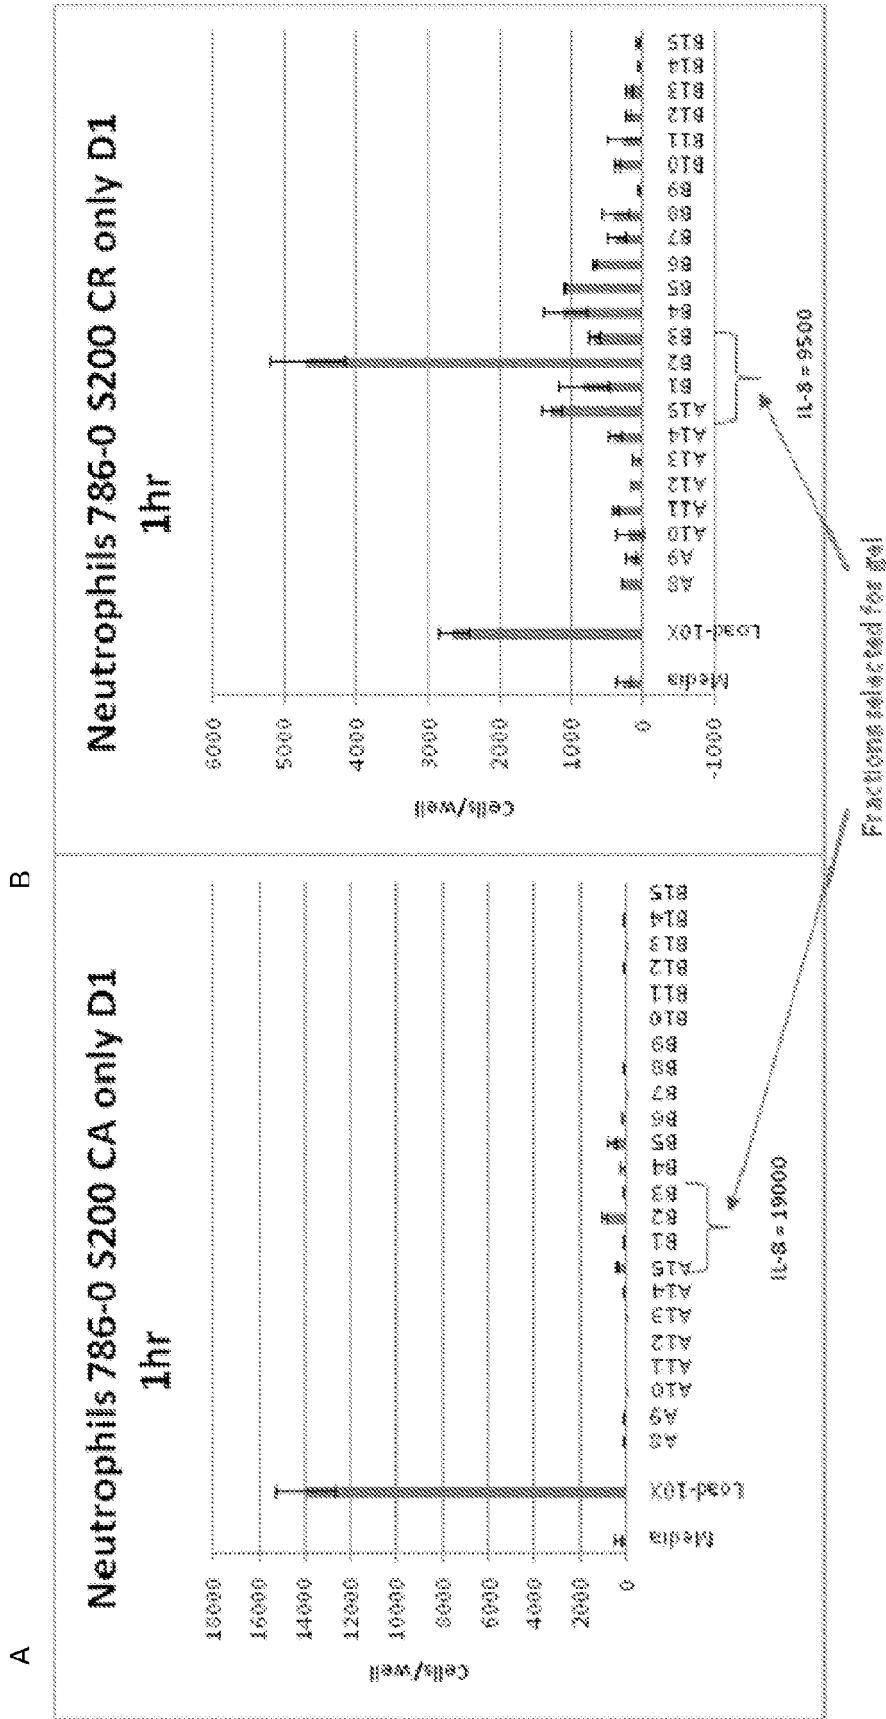 A
Neutrophils 786-0 S200 CA only D1
1hr
Cells/well
18000
16000
14000
12000
10000
8000
6000
4000
2000
0
Media
Load-10X
A8
A9
A10
A11
A12
A13
A14
A15
B1
B2
B3
B4
B5
B6
B7
B8
B9
B10
B11
B12
B13
B14
B15
IL-8 = 19000
B
Neutrophils 786-0 S200 CR only D1
1hr
Cells/well
6000
5000
4000
3000
2000
1000
0
-1000
Media
Load-10X
A8
A9
A10
A11
A12
A13
A14
A15
B1
B2
B3
B4
B5
B6
B7
B8
B9
B10
B11
B12
B13
B14
B15
IL-8 = 9500
Fractions selected for gel